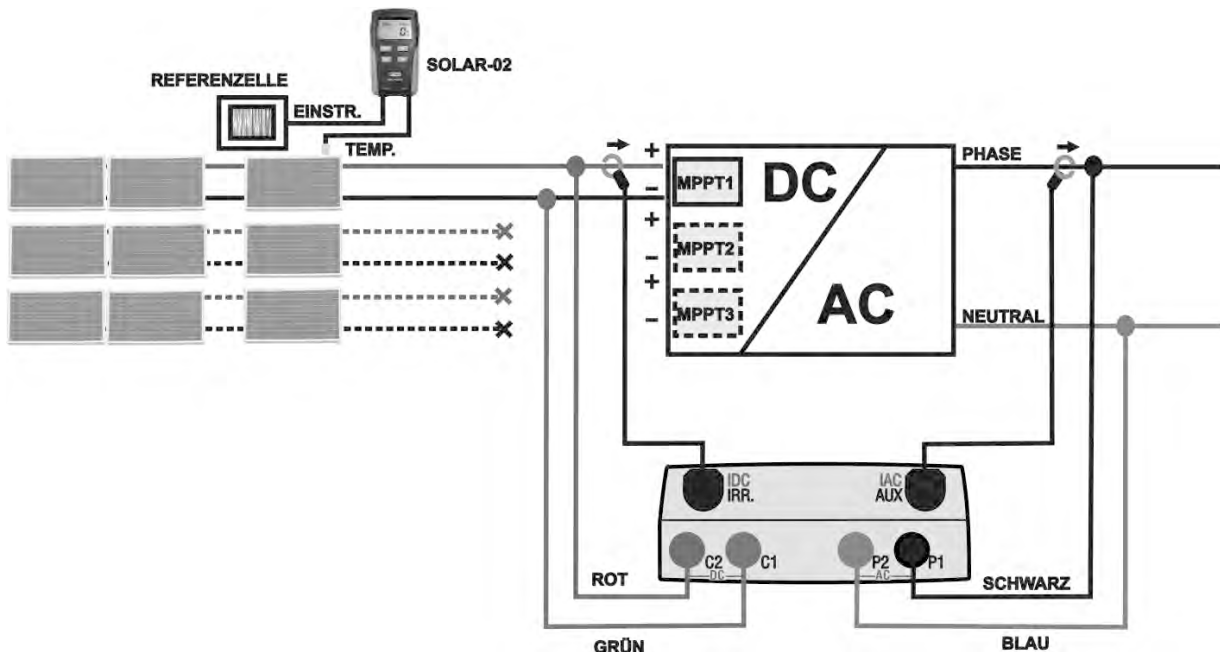 SOLAR-02
REFERENZELLE
EINSTR.
TEMP.
+
−
MPPT1
DC
PHASE
+
−
MPPT2
+
−
MPPT3
AC
NEUTRAL
IDC
IRR.
IAC
AUX
C2
C1
DC
P2
P1
AC
ROT
SCHWARZ
GRÜN
BLAU